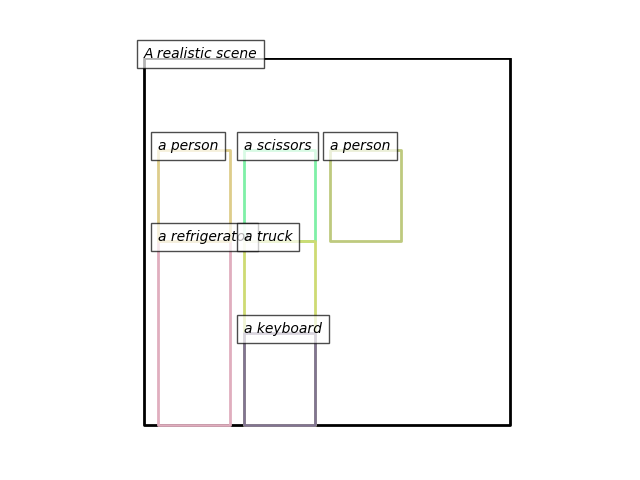 A realistic scene
a person
a scissors
a person
a refrigerator
a truck
a keyboard